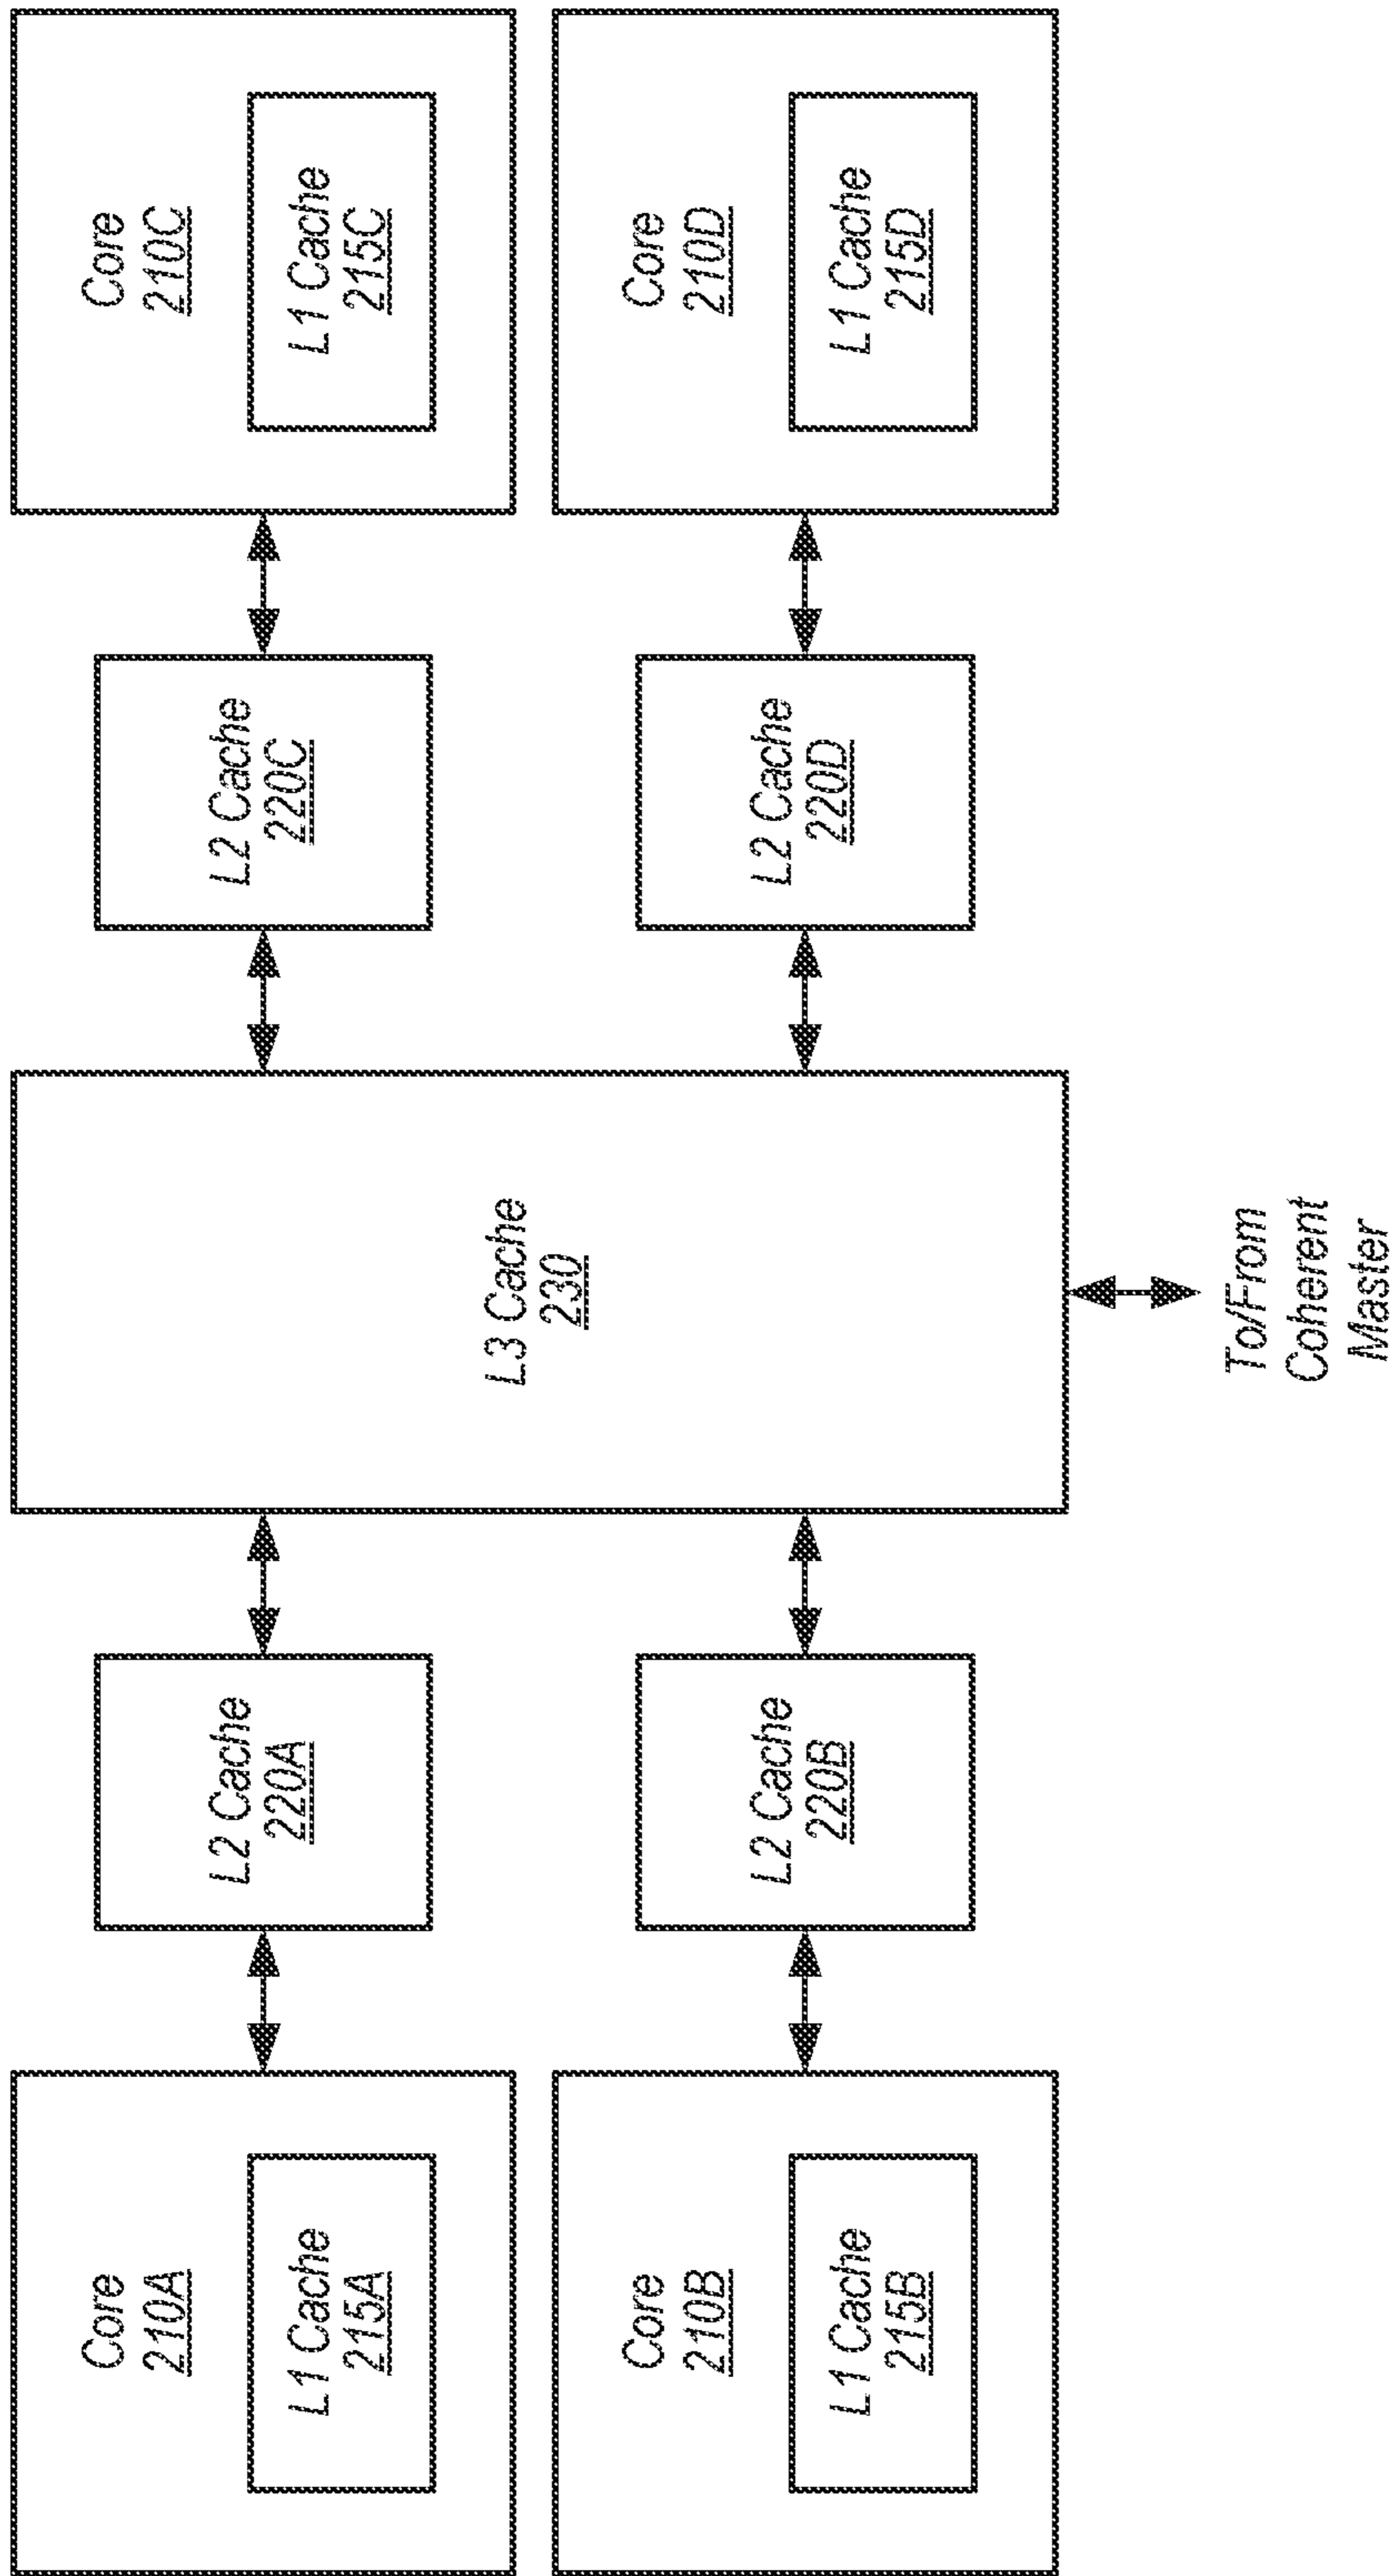 Core
210A
L1 Cache
215A
L2 Cache
220A
L3 Cache
230
L2 Cache
220C
Core
210C
L1 Cache
215C
Core
210B
L1 Cache
215B
L2 Cache
220B
L2 Cache
220D
Core
210D
L1 Cache
215D
To/From
Coherent
Master